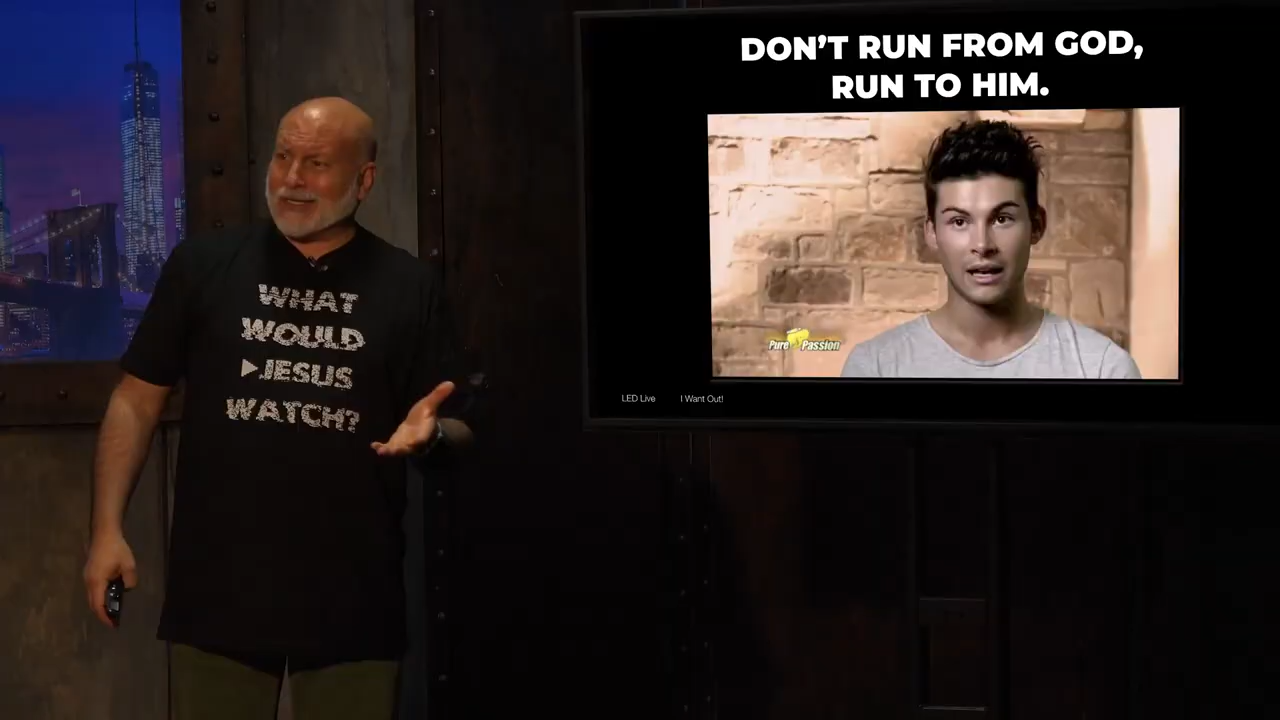 WHAT
WOULD
JESUS
WATCH?
DON'T RUN FROM GOD,
RUN TO HIM.
Pure Passion
LED Live I Want Out!